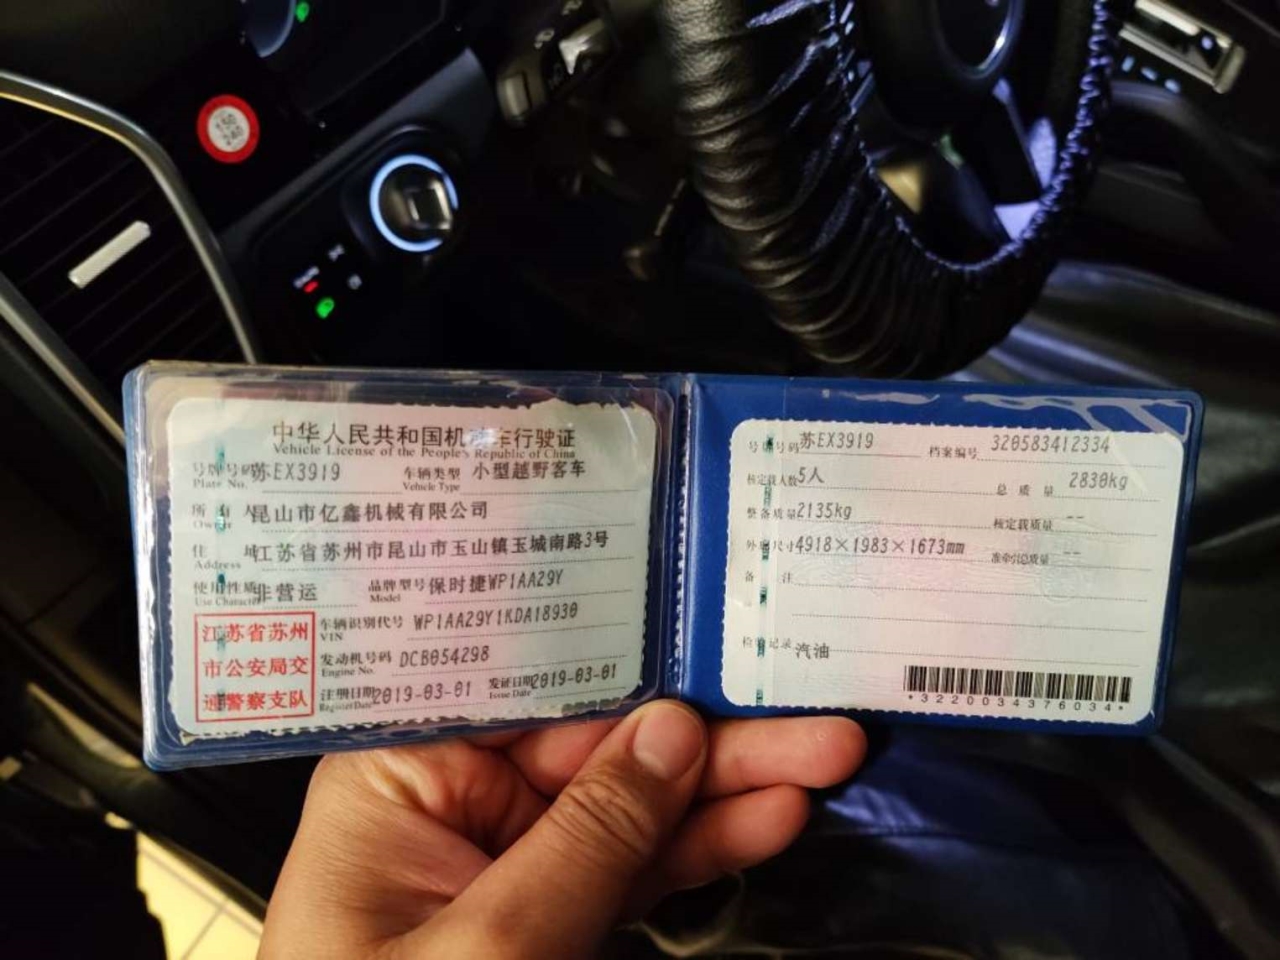 150
240
中华人民共和国机动车行驶证
Vehicle License of the People's Republic of China
号牌号码 苏EX3919 车辆类型 小型越野客车
Plate No. Vehicle Type
所有人 昆山市亿鑫机械有限公司
Owner
住 址 江苏省苏州市昆山市玉山镇玉城南路3号
Address
使用性质 非营运 品牌型号 保时捷WP1AA29Y
Use Character Model
江苏省苏州
市公安局交
通警察支队
车辆识别代号 WP1AA29Y1KDA18930
VIN
发动机号码 DCB054298
Engine No.
注册日期 2019-03-01 发证日期 2019-03-01
Register Date Issue Date
号牌号码 苏EX3919 档案编号 320583412334
核定载人数 5人 总质量 2830kg
整备质量 2135kg 核定载质量 --
外廓尺寸 4918×1983×1673mm 准牵引总质量 --
备 注
检验记录 汽油
*3220034376034*